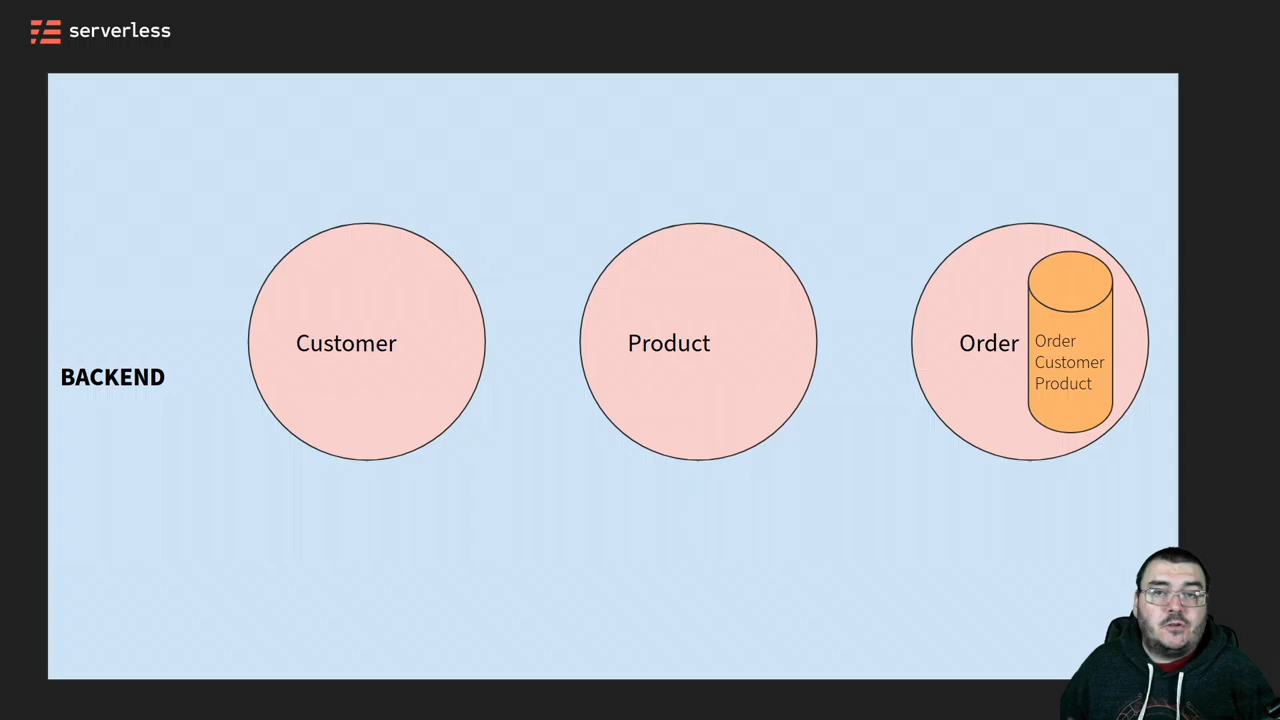 serverless
BACKEND
Customer
Product
Order
Order
Customer
Product